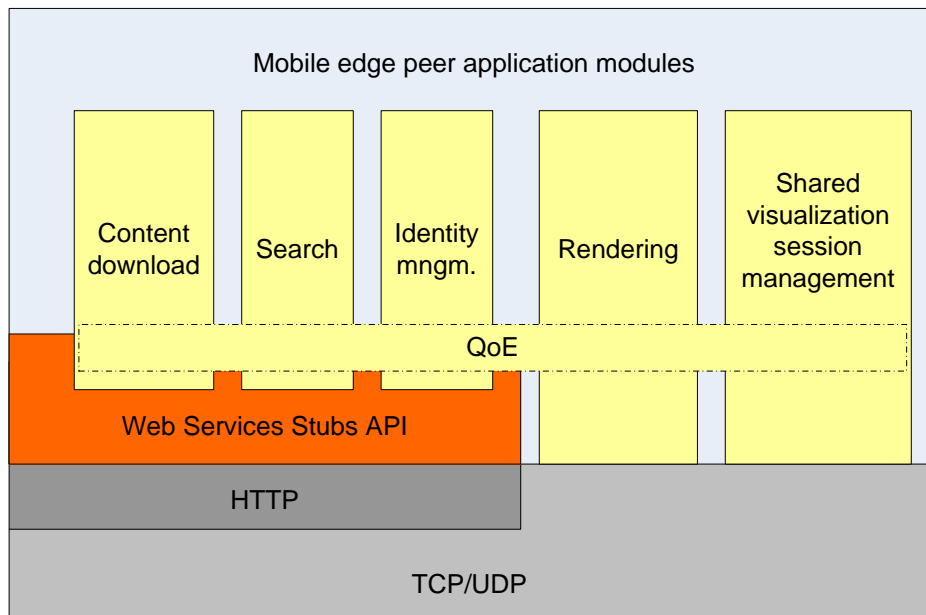 Mobile edge peer application modules
Content
download
Search
Identity
mngm.
Rendering
Shared
visualization
session
management
QoE
Web Services Stubs API
HTTP
TCP/UDP